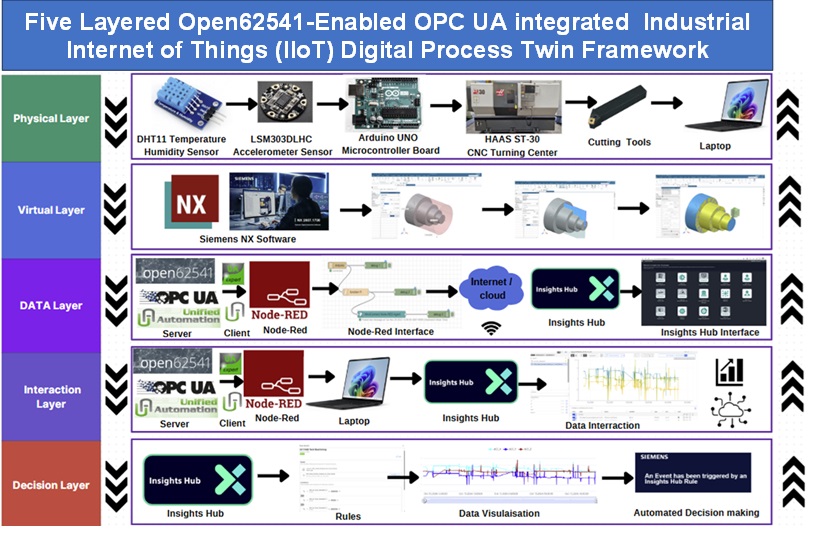 Five Layered Open62541-Enabled OPC UA integrated Industrial
Internet of Things (IIoT) Digital Process Twin Framework
Physical Layer
DHT11 Temperature
Humidity Sensor
LSM303DLHC
Accelerometer Sensor
Arduino UNO
Microcontroller Board
HAAS ST-30
CNC Turning Center
Cutting Tools
Laptop
Virtual Layer
NX
SIEMENS
Siemens NX Software
DATA Layer
open62541
OPC UA
Unified
Automation
Server
expert
Client
Node-RED
Node-Red
Node-Red Interface
Internet /
cloud
Insights Hub
Insights Hub
Insights Hub Interface
Interaction
Layer
open62541
OPC UA
Unified
Automation
Server
expert
Client
Node-RED
Node-Red
Laptop
Insights Hub
Insights Hub
Data Interraction
Decision Layer
Insights Hub
Insights Hub
Rules
Data Visulaisation
SIEMENS
An Event has been triggered by an
Insights Hub Rule
Automated Decision making